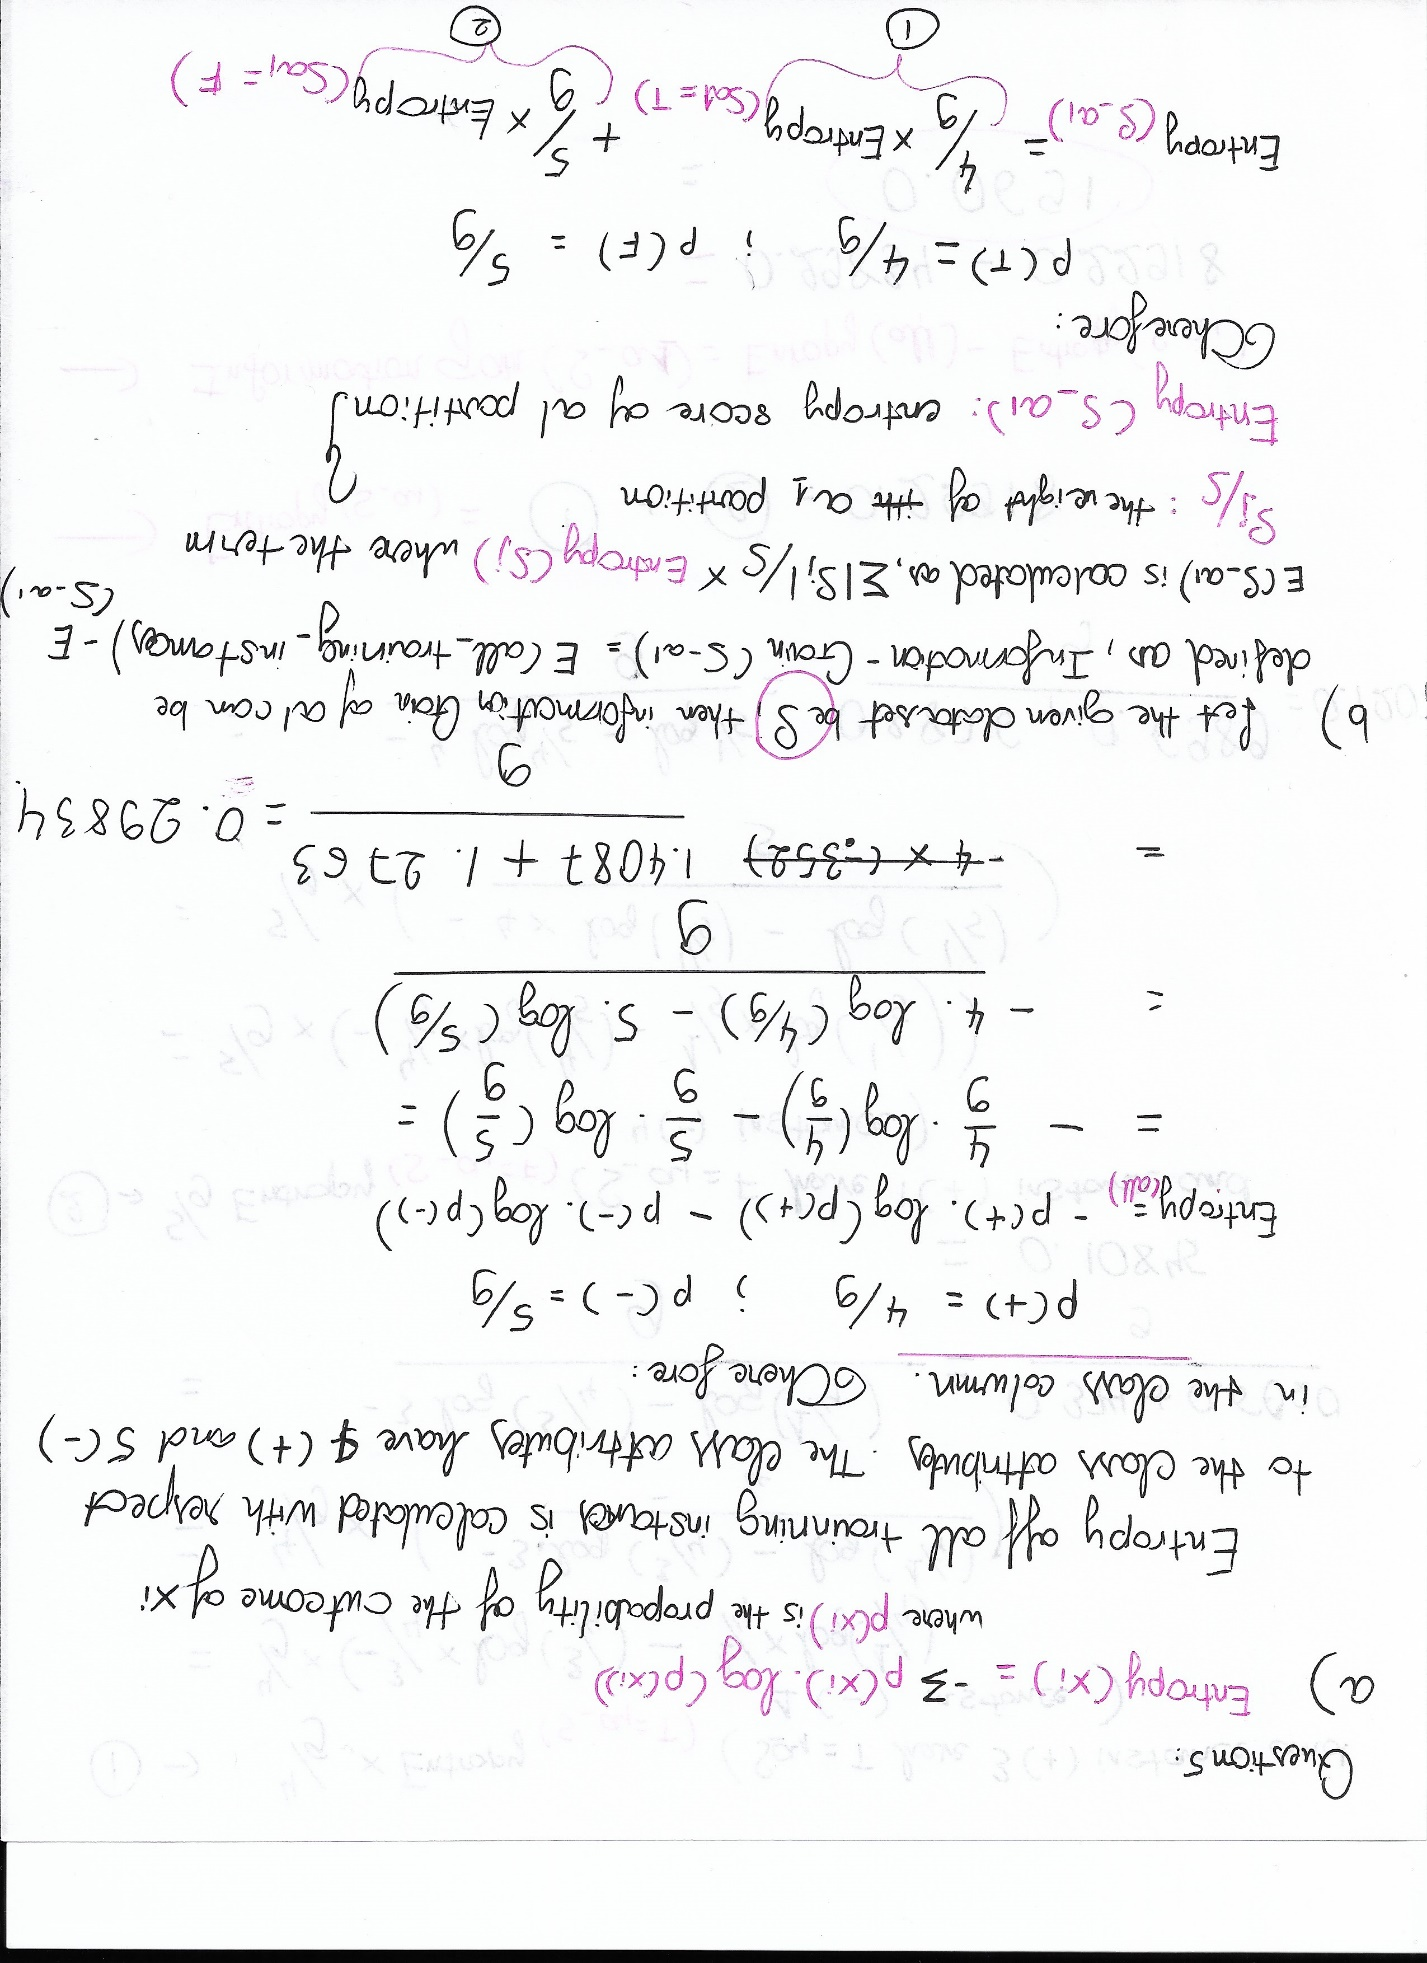 Question 5:
a) Entropy (xi) = -Σ p(xi). log (p(xi))
where p(xi) is the propability of the outcome of xi
Entropy off all trainning instances is calculated with respect
to the class attributes. The class attributes have 4 (+) and 5 (-)
in the class column. Therefore:
p(+) = 4/9 ; p(-) = 5/9
Entropy(all) = - p(+). log (p(+)) - p(-). log (p(-))
= - 4/9 . log (4/9) - 5/9 . log (5/9) =
= - 4. log (4/9) - 5. log (5/9) / 9
= 1.4087 + 1.2763 / 9 = 0.29834
b) Let the given dataset be S, then information Gain of a1 can be
defined as, Information-Gain (S-a1) = E (all_training-instances) - E (S-a1)
E(S-a1) is calculated as, Σ|Si|/S x Entropy (Si) where the term
Si/S : the weight of a1 partition
Entropy (S-a1): entropy score of a1 partition
Therefore:
p(T) = 4/9 ; p(F) = 5/9
Entropy (S-a1) = 4/9 x Entropy (Sa1=T) + 5/9 x Entropy (Sa1=F)
1 2